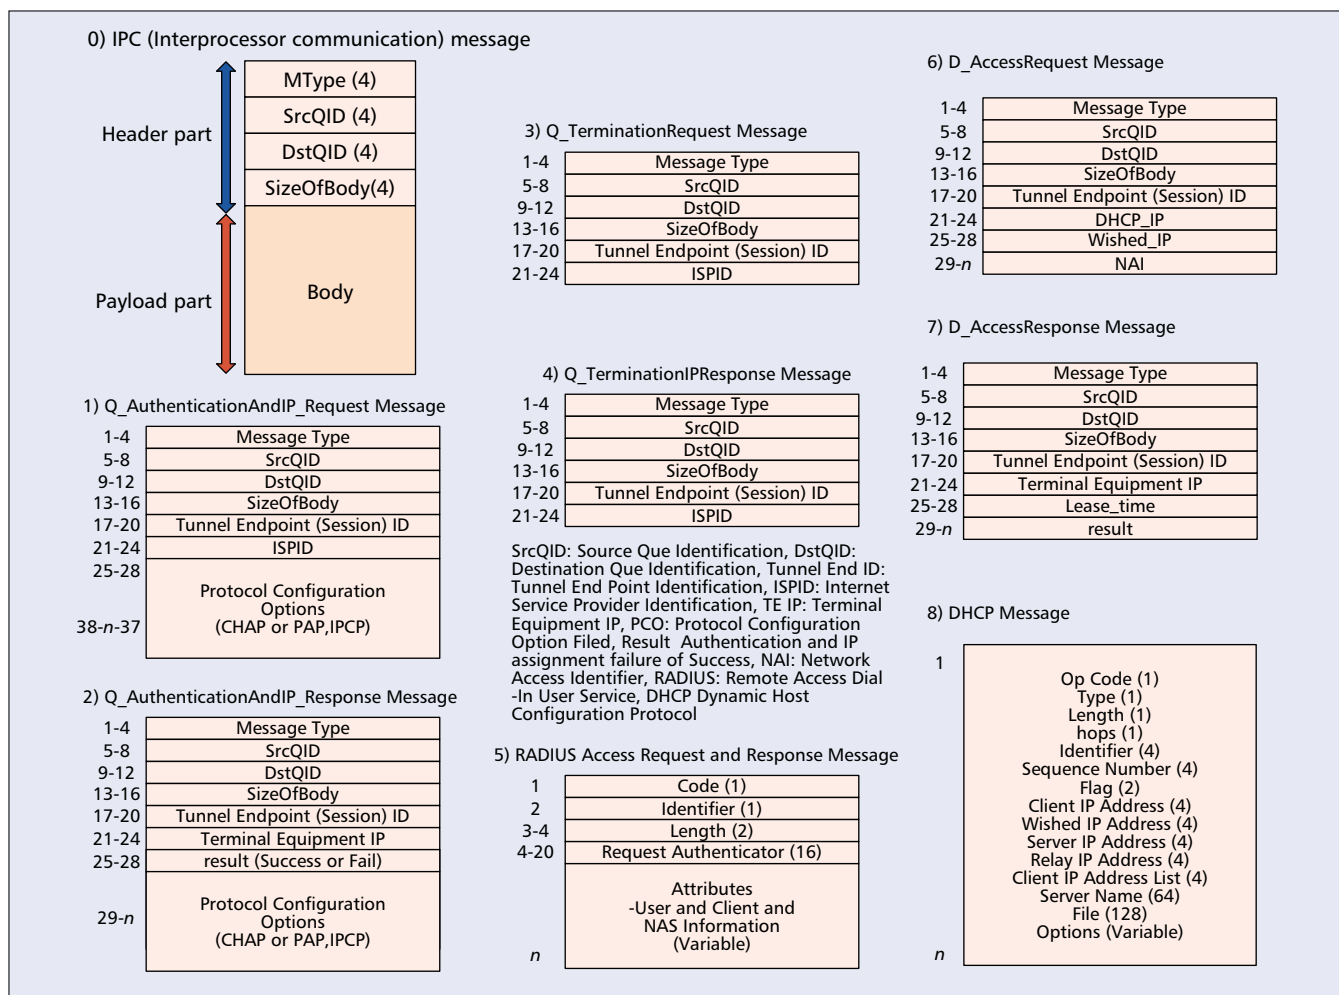 0) IPC (Interprocessor communication) message
Header part
MType (4)
SrcQID (4)
DstQID (4)
SizeOfBody(4)
Payload part
Body
1) Q_AuthenticationAndIP_Request Message
1-4 Message Type
5-8 SrcQID
9-12 DstQID
13-16 SizeOfBody
17-20 Tunnel Endpoint (Session) ID
21-24 ISPID
25-28
Protocol Configuration
Options
(CHAP or PAP,IPCP)
38-n-37
2) Q_AuthenticationAndIP_Response Message
1-4 Message Type
5-8 SrcQID
9-12 DstQID
13-16 SizeOfBody
17-20 Tunnel Endpoint (Session) ID
21-24 Terminal Equipment IP
25-28 result (Success or Fail)
29-n
Protocol Configuration
Options
(CHAP or PAP,IPCP)
3) Q_TerminationRequest Message
1-4 Message Type
5-8 SrcQID
9-12 DstQID
13-16 SizeOfBody
17-20 Tunnel Endpoint (Session) ID
21-24 ISPID
4) Q_TerminationIPResponse Message
1-4 Message Type
5-8 SrcQID
9-12 DstQID
13-16 SizeOfBody
17-20 Tunnel Endpoint (Session) ID
21-24 ISPID
SrcQID: Source Que Identification, DstQID:
Destination Que Identification, Tunnel End ID:
Tunnel End Point Identification, ISPID: Internet
Service Provider Identification, TE IP: Terminal
Equipment IP, PCO: Protocol Configuration
Option Filed, Result Authentication and IP
assignment failure of Success, NAI: Network
Access Identifier, RADIUS: Remote Access Dial
-In User Service, DHCP Dynamic Host
Configuration Protocol
5) RADIUS Access Request and Response Message
1 Code (1)
2 Identifier (1)
3-4 Length (2)
4-20 Request Authenticator (16)
Attributes
-User and Client and
NAS Information
(Variable)
n
6) D_AccessRequest Message
1-4 Message Type
5-8 SrcQID
9-12 DstQID
13-16 SizeOfBody
17-20 Tunnel Endpoint (Session) ID
21-24 DHCP_IP
25-28 Wished_IP
29-n NAI
7) D_AccessResponse Message
1-4 Message Type
5-8 SrcQID
9-12 DstQID
13-16 SizeOfBody
17-20 Tunnel Endpoint (Session) ID
21-24 Terminal Equipment IP
25-28 Lease_time
29-n result
8) DHCP Message
1
Op Code (1)
Type (1)
Length (1)
hops (1)
Identifier (4)
Sequence Number (4)
Flag (2)
Client IP Address (4)
Wished IP Address (4)
Server IP Address (4)
Relay IP Address (4)
Client IP Address List (4)
Server Name (64)
File (128)
Options (Variable)
n